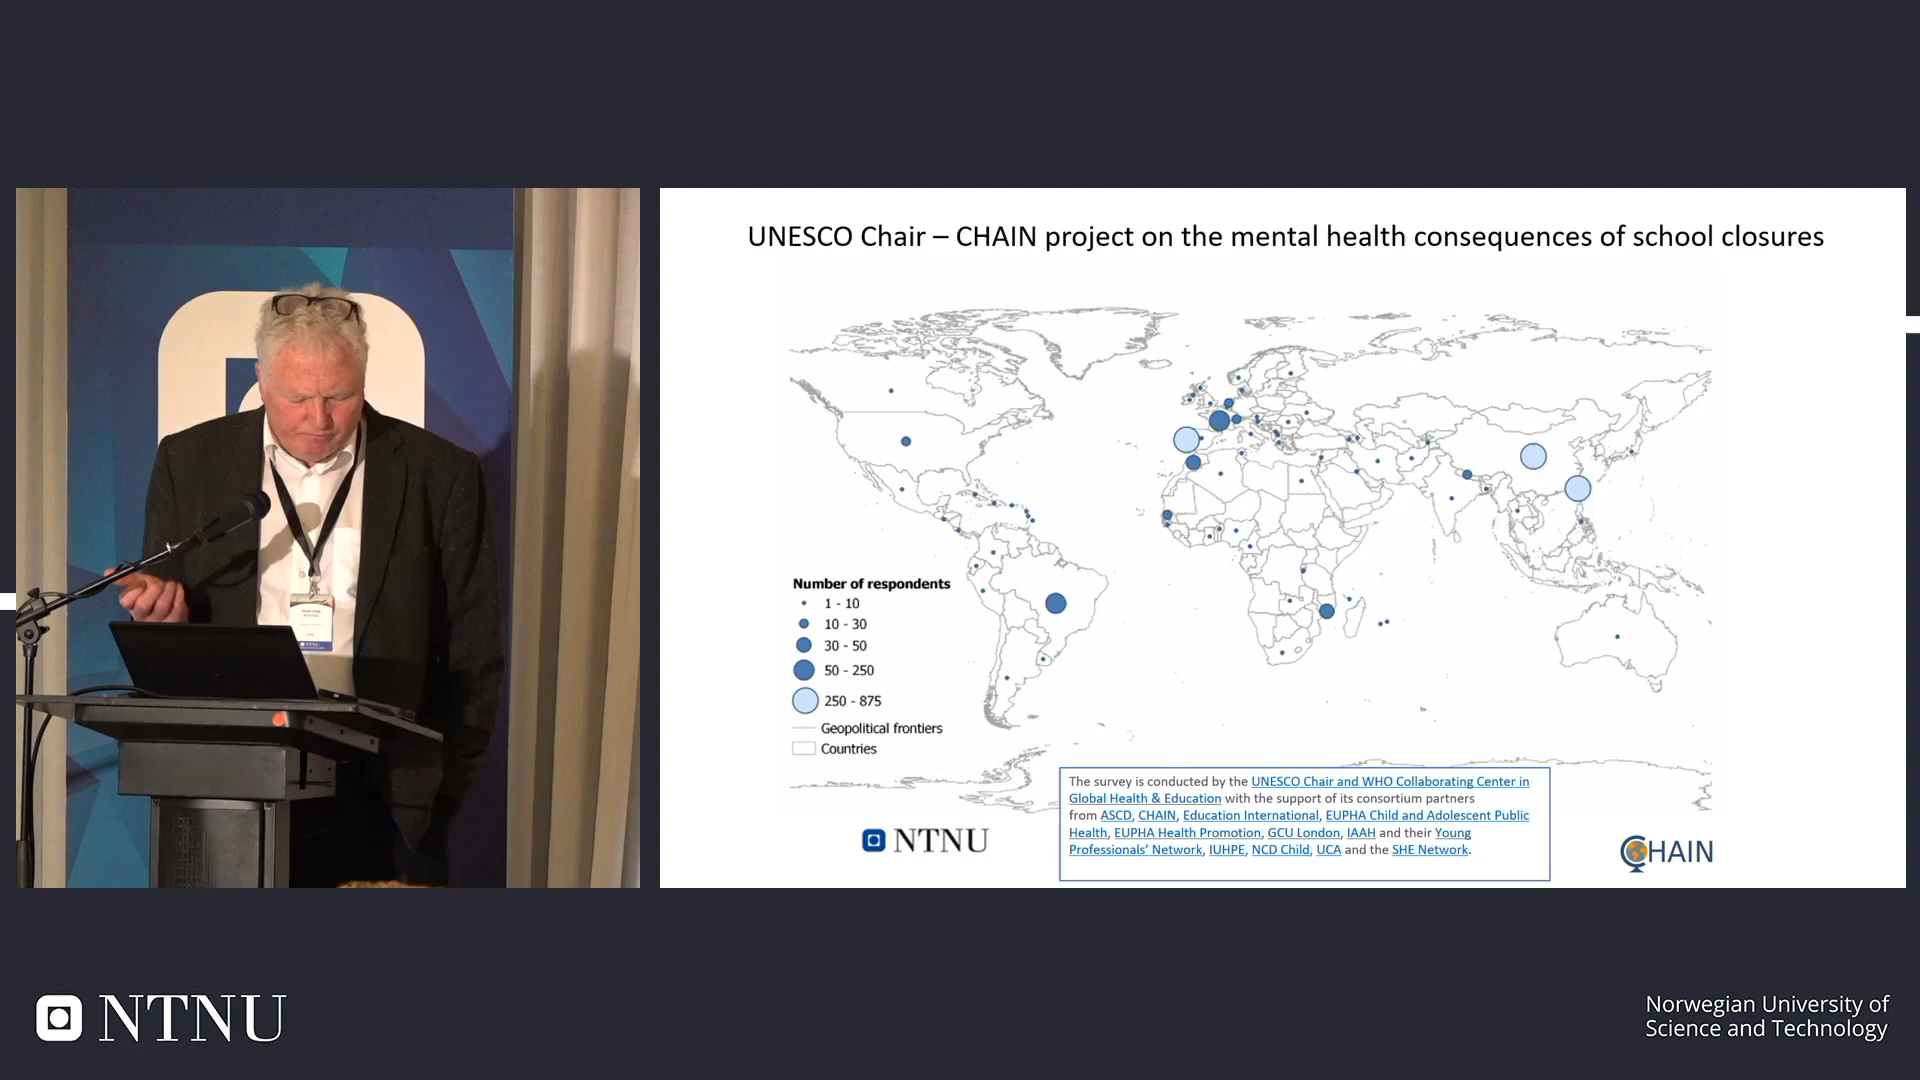 UNESCO Chair – CHAIN project on the mental health consequences of school closures
Number of respondents
1 - 10
10 - 30
30 - 50
50 - 250
250 - 875
Geopolitical frontiers
Countries
The survey is conducted by the UNESCO Chair and WHO Collaborating Center in
Global Health & Education with the support of its consortium partners
from ASCD, CHAIN, Education International, EUPHA Child and Adolescent Public
Health, EUPHA Health Promotion, GCU London, IAAH and their Young
Professionals’ Network, IUHPE, NCD Child, UCA and the SHE Network.
NTNU
CHAIN
NTNU
Norwegian University of
Science and Technology